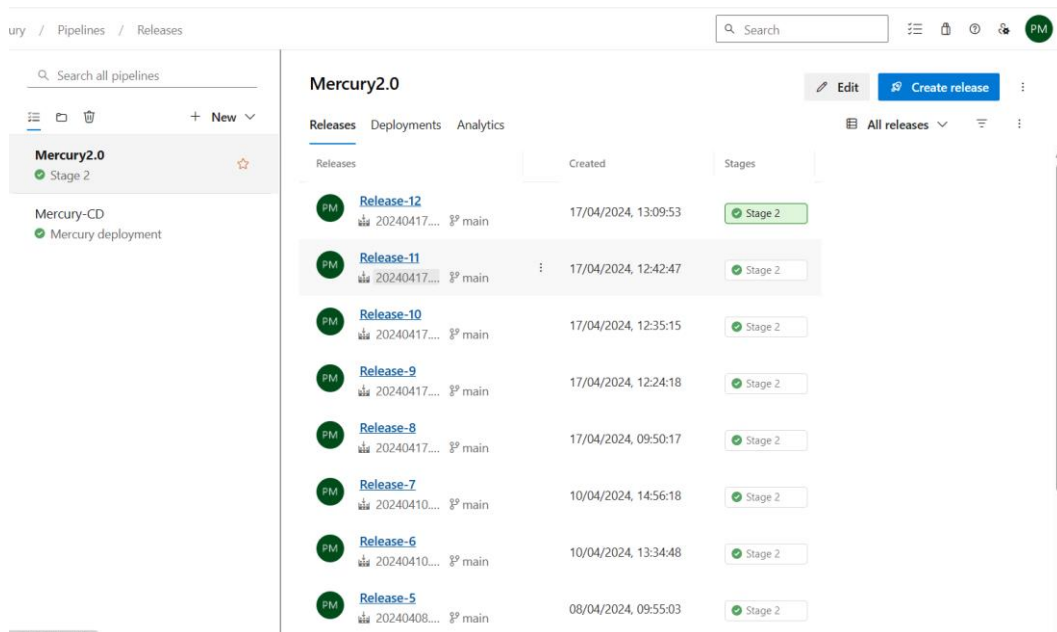 ury / Pipelines / Releases
Search
PM
Search all pipelines
New
Mercury2.0
Stage 2
Mercury-CD
Mercury deployment
Mercury2.0
Edit
Create release
Releases Deployments Analytics
All releases
Releases Created Stages
PM Release-12
20240417.... main
17/04/2024, 13:09:53
Stage 2
PM Release-11
20240417.... main
17/04/2024, 12:42:47
Stage 2
PM Release-10
20240417.... main
17/04/2024, 12:35:15
Stage 2
PM Release-9
20240417.... main
17/04/2024, 12:24:18
Stage 2
PM Release-8
20240417.... main
17/04/2024, 09:50:17
Stage 2
PM Release-7
20240410.... main
10/04/2024, 14:56:18
Stage 2
PM Release-6
20240410.... main
10/04/2024, 13:34:48
Stage 2
PM Release-5
20240408.... main
08/04/2024, 09:55:03
Stage 2